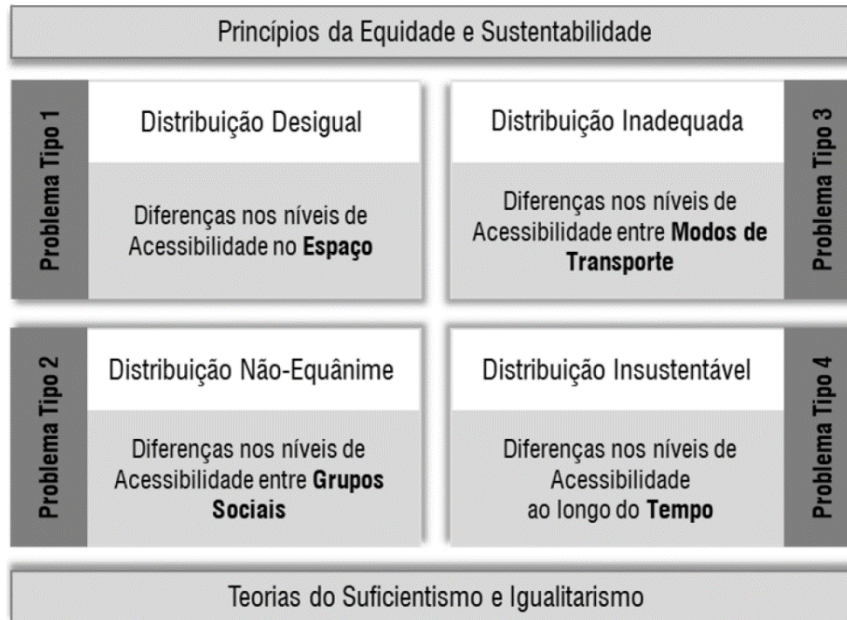 Princípios da Equidade e Sustentabilidade
Problema Tipo 1
Distribuição Desigual
Diferenças nos níveis de
Acessibilidade no Espaço
Distribuição Inadequada
Diferenças nos níveis de
Acessibilidade entre Modos de
Transporte
Problema Tipo 3
Problema Tipo 2
Distribuição Não-Equânime
Diferenças nos níveis de
Acessibilidade entre Grupos
Sociais
Distribuição Insustentável
Diferenças nos níveis de
Acessibilidade
ao longo do Tempo
Problema Tipo 4
Teorias do Suficientismo e Igualitarismo